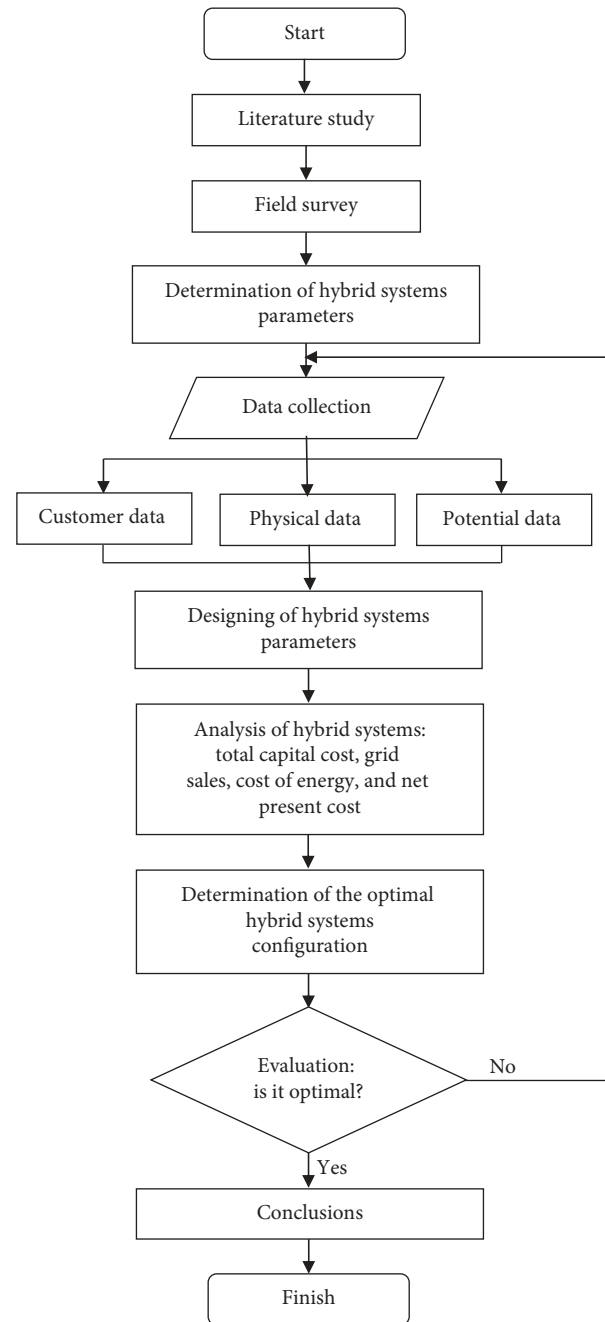 Start
Literature study
Field survey
Determination of hybrid systems
parameters
Data collection
Customer data
Physical data
Potential data
Designing of hybrid systems
parameters
Analysis of hybrid systems:
total capital cost, grid
sales, cost of energy, and net
present cost
Determination of the optimal
hybrid systems
configuration
Evaluation:
is it optimal?
No
Yes
Conclusions
Finish